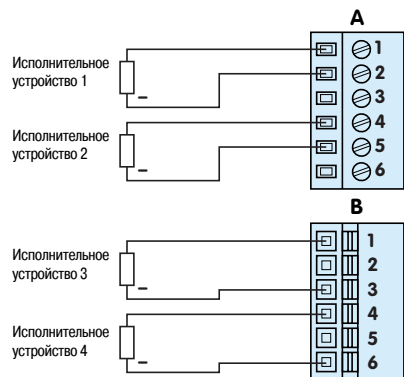 A
Исполнительное
устройство 1
1
2
3
Исполнительное
устройство 2
4
5
6
B
Исполнительное
устройство 3
1
2
3
Исполнительное
устройство 4
4
5
6